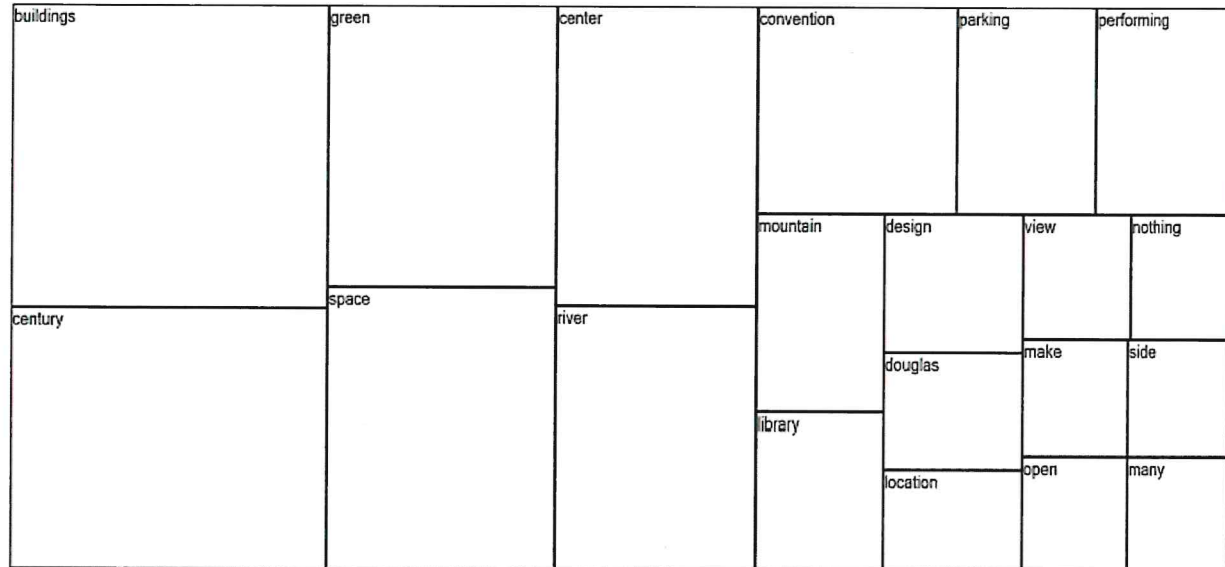 buildings
green
center
convention
parking
performing
mountain
design
view
nothing
space
century
river
make
side
douglas
library
open
many
location